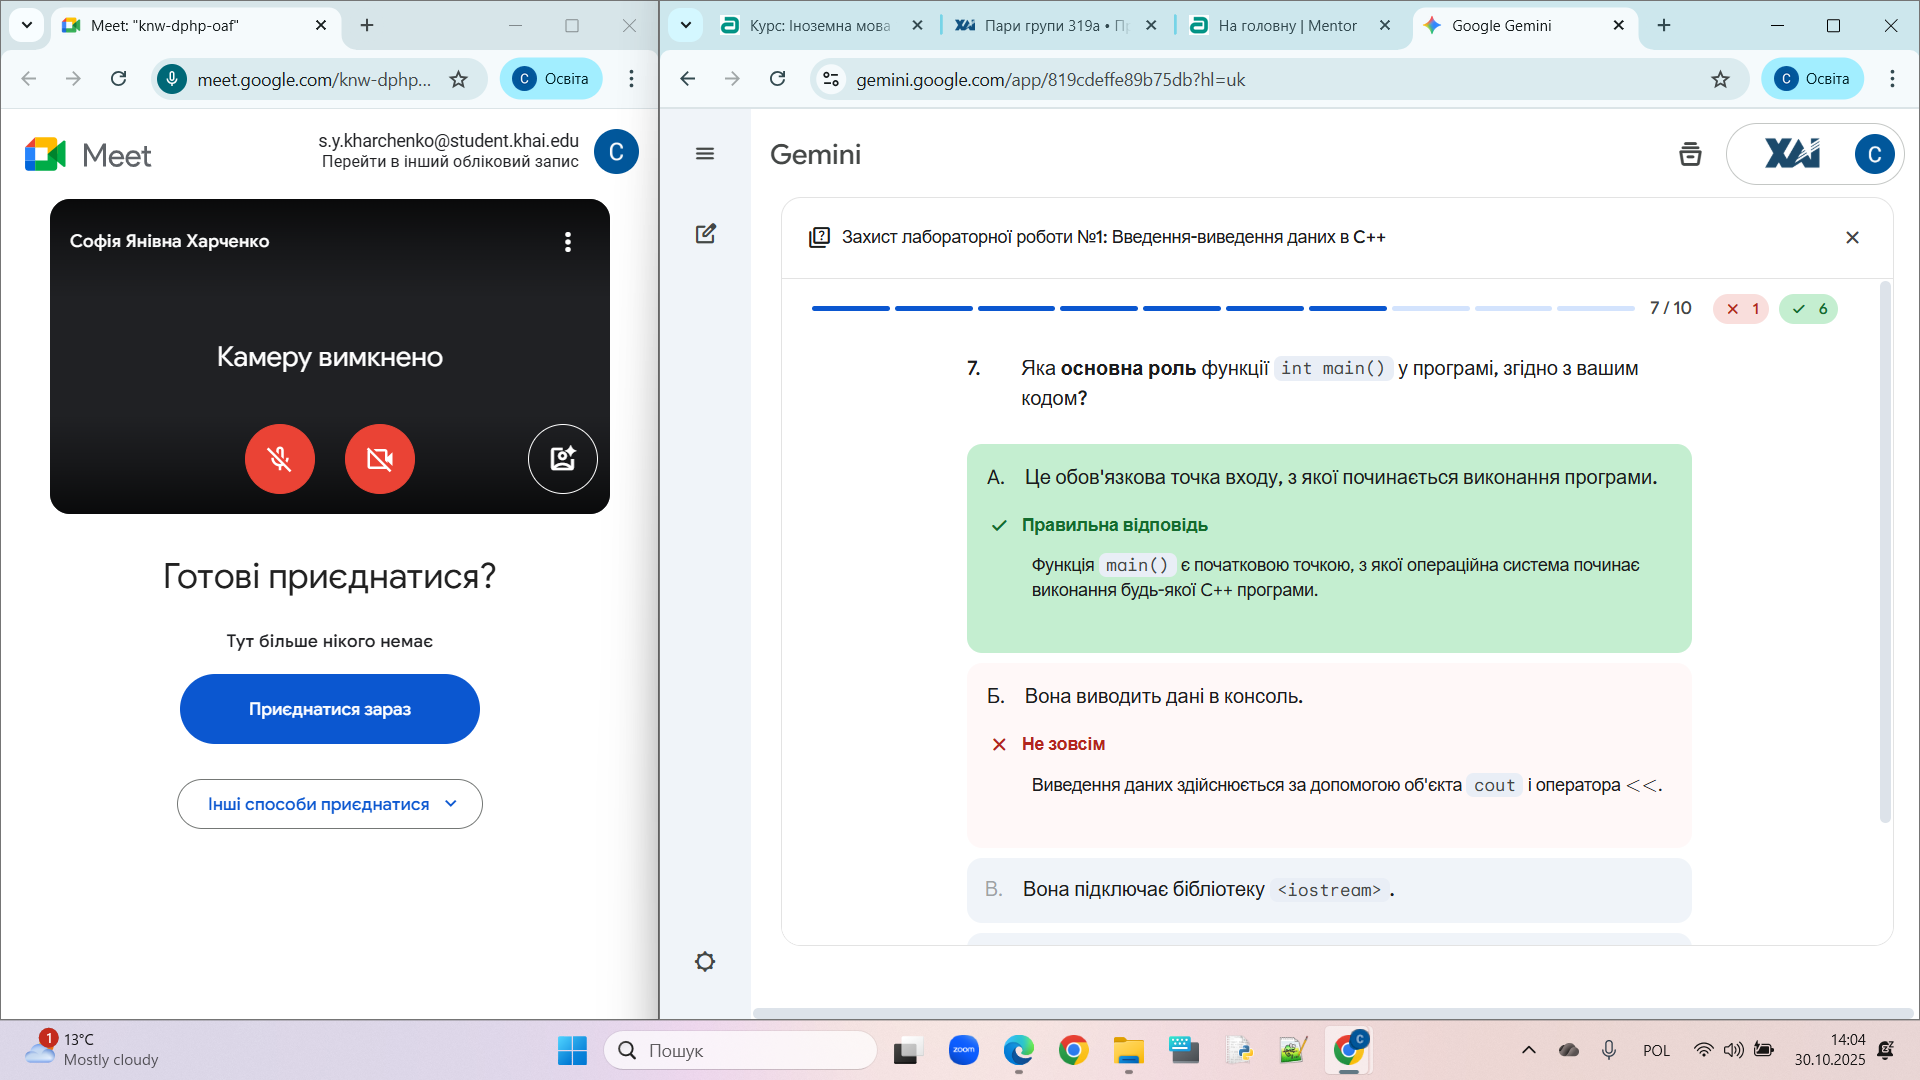 Meet: "knw-dphp-oaf"
meet.google.com/knw-dphp...
С
Освіта
Meet
s.y.kharchenko@student.khai.edu
Перейти в інший обліковий запис
С
Софія Янівна Харченко
Камеру вимкнено
Готові приєднатися?
Тут більше нікого немає
Приєднатися зараз
Інші способи приєднатися
Курс: Іноземна мова
ХАІ
Пари групи 319а • Пр
На головну | Mentor
Google Gemini
gemini.google.com/app/819cdeffe89b75db?hl=uk
С
Освіта
Gemini
ХАІ
С
Захист лабораторної роботи №1: Введення-виведення даних в C++
7 / 10
1
6
7. Яка основна роль функції int main() у програмі, згідно з вашим
кодом?
А. Це обов'язкова точка входу, з якої починається виконання програми.
Правильна відповідь
Функція main() є початковою точкою, з якої операційна система починає
виконання будь-якої C++ програми.
Б. Вона виводить дані в консоль.
Не зовсім
Виведення даних здійснюється за допомогою об'єкта cout і оператора <<.
В. Вона підключає бібліотеку <iostream> .
1
13°C
Mostly cloudy
Пошук
zoom
C
POL
14:04
30.10.2025